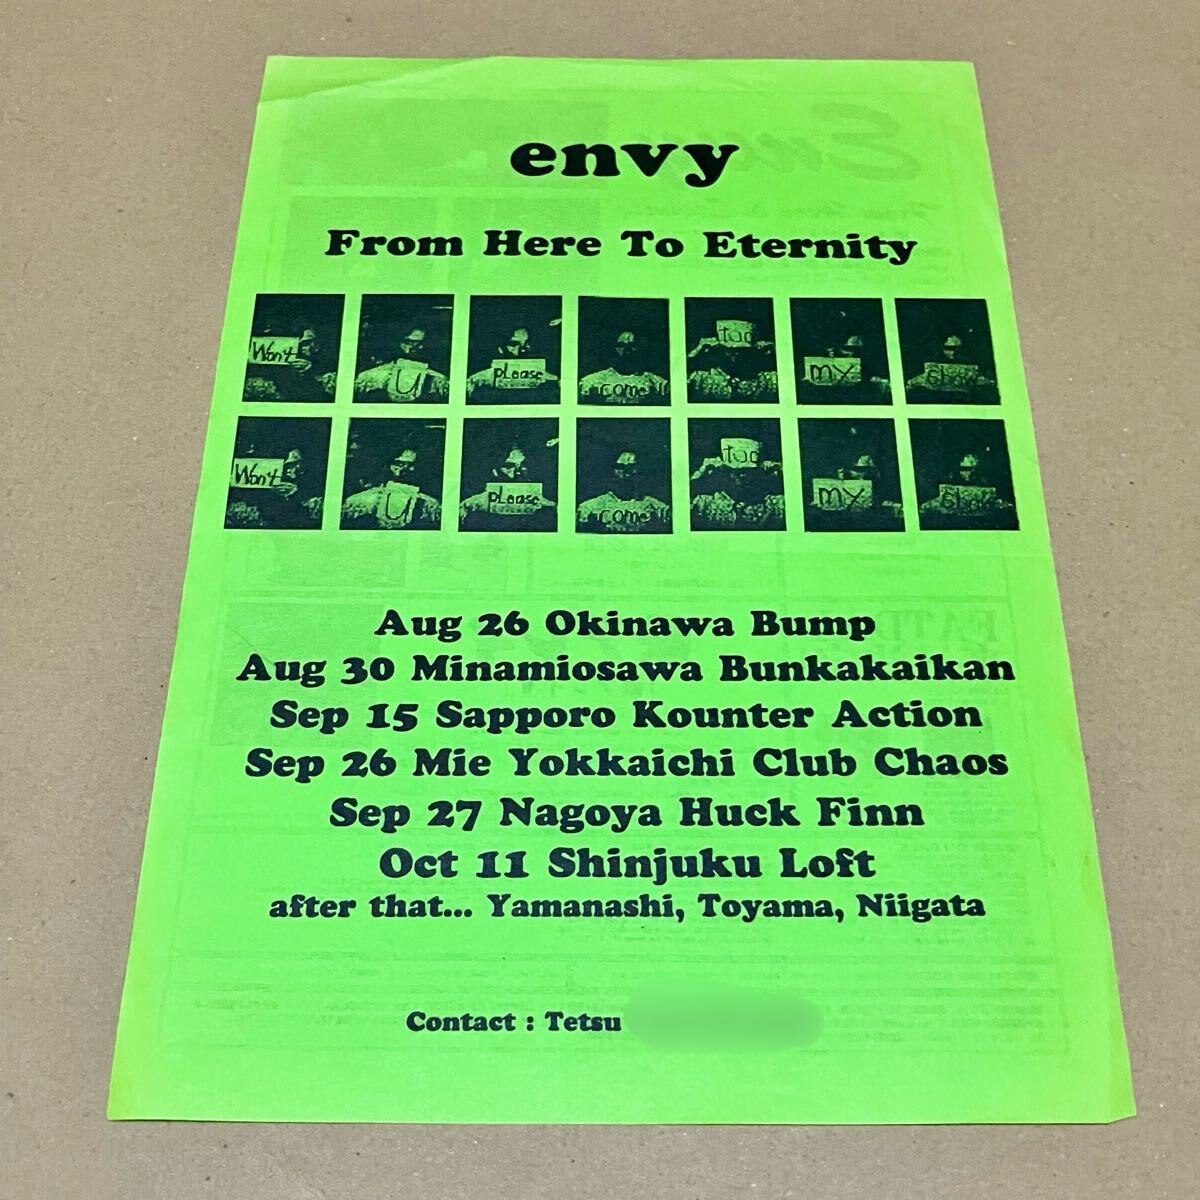 envy
From Here To Eternity
Won't U please come too my show
Won't U please come too my show
Aug 26 Okinawa Bump
Aug 30 Minamiosawa Bunkakaikan
Sep 15 Sapporo Kounter Action
Sep 26 Mie Yokkaichi Club Chaos
Sep 27 Nagoya Huck Finn
Oct 11 Shinjuku Loft
after that... Yamanashi, Toyama, Niigata
Contact : Tetsu